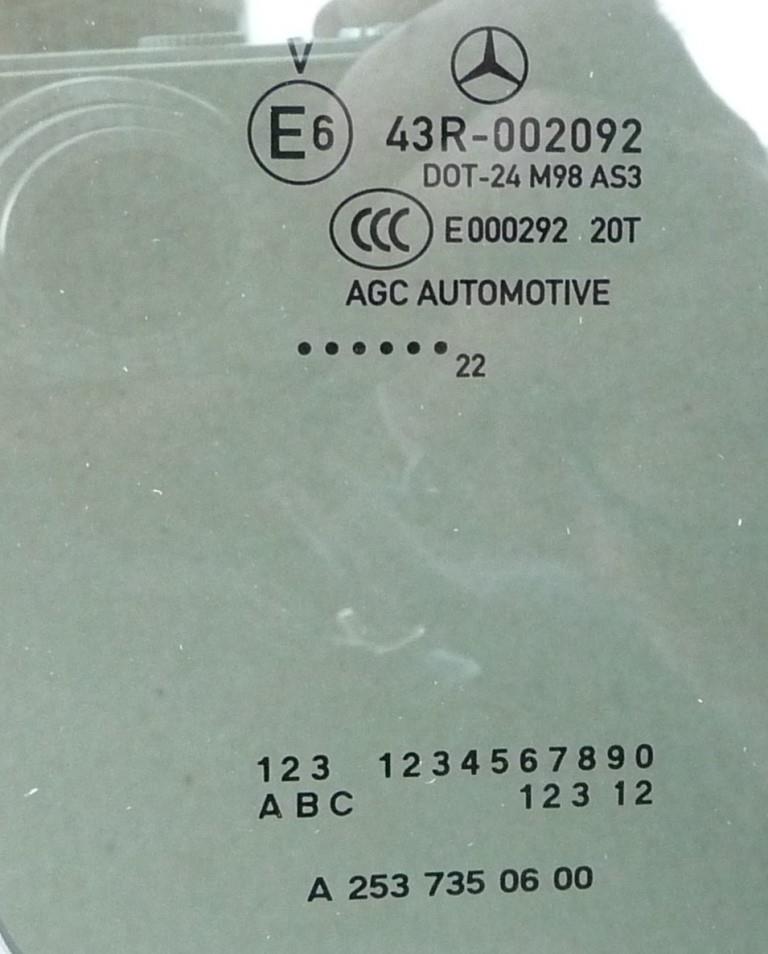 V
E6 43R-002092
DOT-24 M98 AS3
CCC E000292 20T
AGC AUTOMOTIVE
•••••• 22
123 1234567890
ABC 123 12
A 253 735 06 00